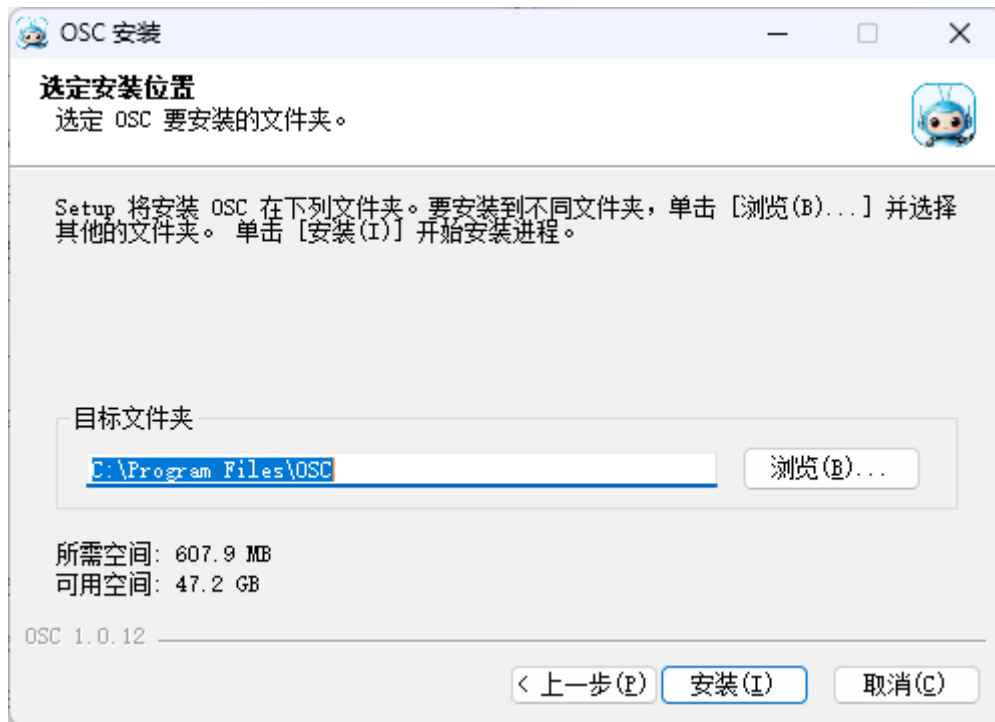 OSC 安装
选定安装位置
选定 OSC 要安装的文件夹。
Setup 将安装 OSC 在下列文件夹。要安装到不同文件夹，单击 [浏览(B)...] 并选择
其他的文件夹。 单击 [安装(I)] 开始安装进程。
目标文件夹
C:\Program Files\OSC
浏览(B)...
所需空间: 607.9 MB
可用空间: 47.2 GB
OSC 1.0.12
< 上一步(P)
安装(I)
取消(C)